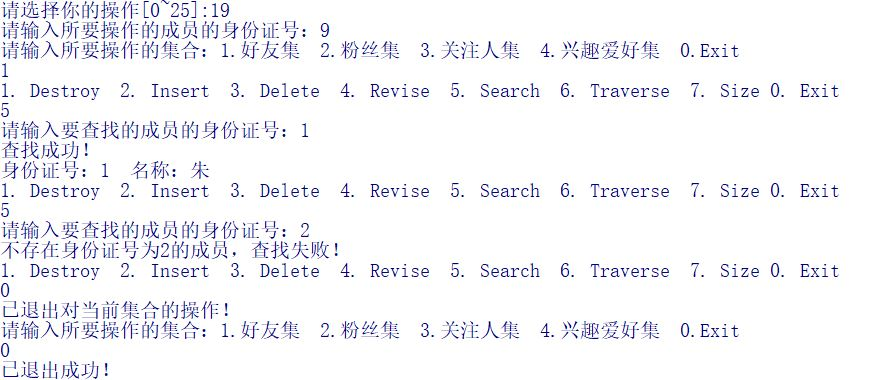 请选择你的操作[0~25]:19
请输入所要操作的成员的身份证号：9
请输入所要操作的集合：1.好友集  2.粉丝集  3.关注人集  4.兴趣爱好集  0.Exit
1
1. Destroy  2. Insert  3. Delete  4. Revise  5. Search  6. Traverse  7. Size 0. Exit
5
请输入要查找的成员的身份证号：1
查找成功！
身份证号：1  名称：朱
1. Destroy  2. Insert  3. Delete  4. Revise  5. Search  6. Traverse  7. Size 0. Exit
5
请输入要查找的成员的身份证号：2
不存在身份证号为2的成员，查找失败！
1. Destroy  2. Insert  3. Delete  4. Revise  5. Search  6. Traverse  7. Size 0. Exit
0
已退出对当前集合的操作！
请输入所要操作的集合：1.好友集  2.粉丝集  3.关注人集  4.兴趣爱好集  0.Exit
0
已退出成功！